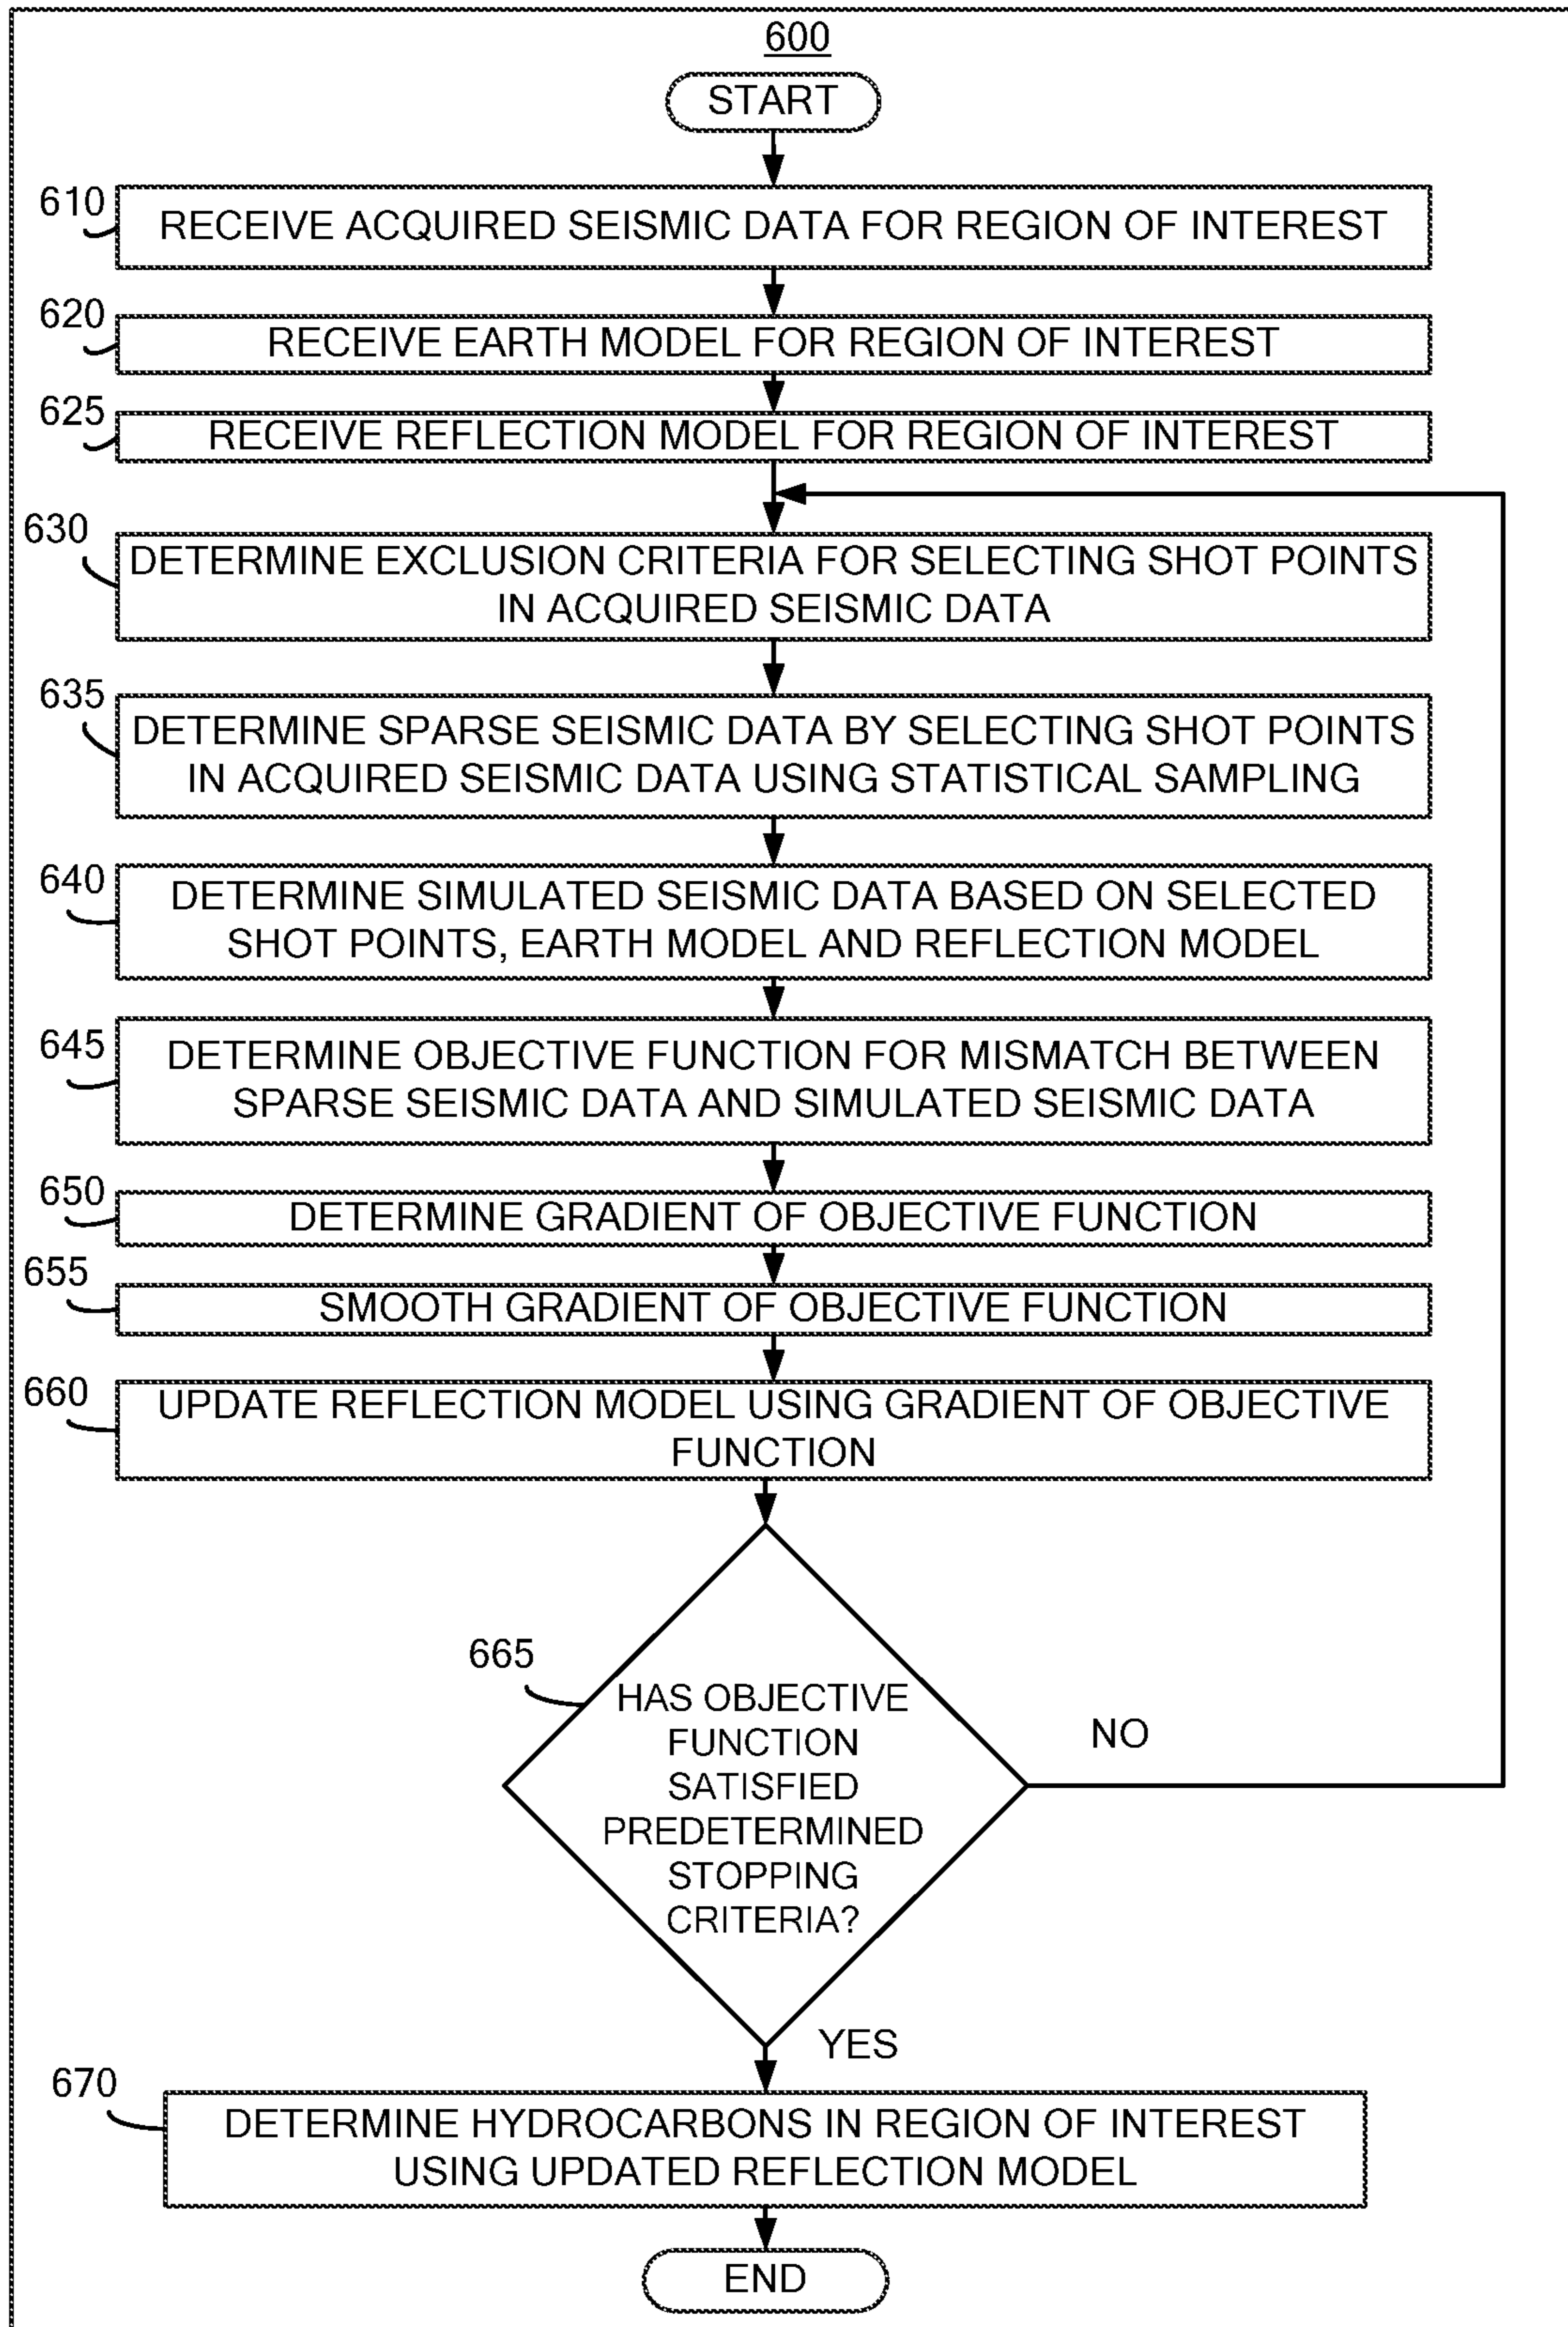 600
START
610
RECEIVE ACQUIRED SEISMIC DATA FOR REGION OF INTEREST
620
RECEIVE EARTH MODEL FOR REGION OF INTEREST
625
RECEIVE REFLECTION MODEL FOR REGION OF INTEREST
630
DETERMINE EXCLUSION CRITERIA FOR SELECTING SHOT POINTS
IN ACQUIRED SEISMIC DATA
635
DETERMINE SPARSE SEISMIC DATA BY SELECTING SHOT POINTS
IN ACQUIRED SEISMIC DATA USING STATISTICAL SAMPLING
640
DETERMINE SIMULATED SEISMIC DATA BASED ON SELECTED
SHOT POINTS, EARTH MODEL AND REFLECTION MODEL
645
DETERMINE OBJECTIVE FUNCTION FOR MISMATCH BETWEEN
SPARSE SEISMIC DATA AND SIMULATED SEISMIC DATA
650
DETERMINE GRADIENT OF OBJECTIVE FUNCTION
655
SMOOTH GRADIENT OF OBJECTIVE FUNCTION
660
UPDATE REFLECTION MODEL USING GRADIENT OF OBJECTIVE
FUNCTION
665
HAS OBJECTIVE
FUNCTION
SATISFIED
PREDETERMINED
STOPPING
CRITERIA?
NO
YES
670
DETERMINE HYDROCARBONS IN REGION OF INTEREST
USING UPDATED REFLECTION MODEL
END